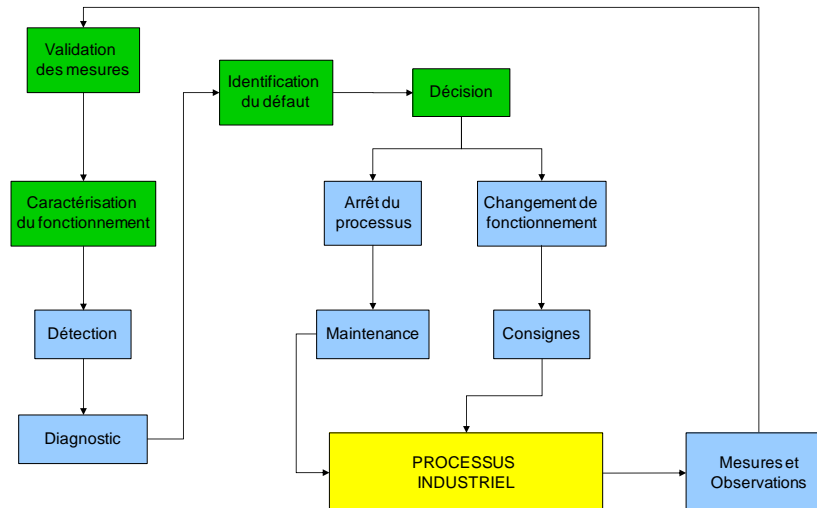 Validation
des mesures
Identification
du défaut
Décision
Caractérisation
du fonctionnement
Arrêt du
processus
Changement de
fonctionnement
Détection
Maintenance
Consignes
Diagnostic
PROCESSUS
INDUSTRIEL
Mesures et
Observations